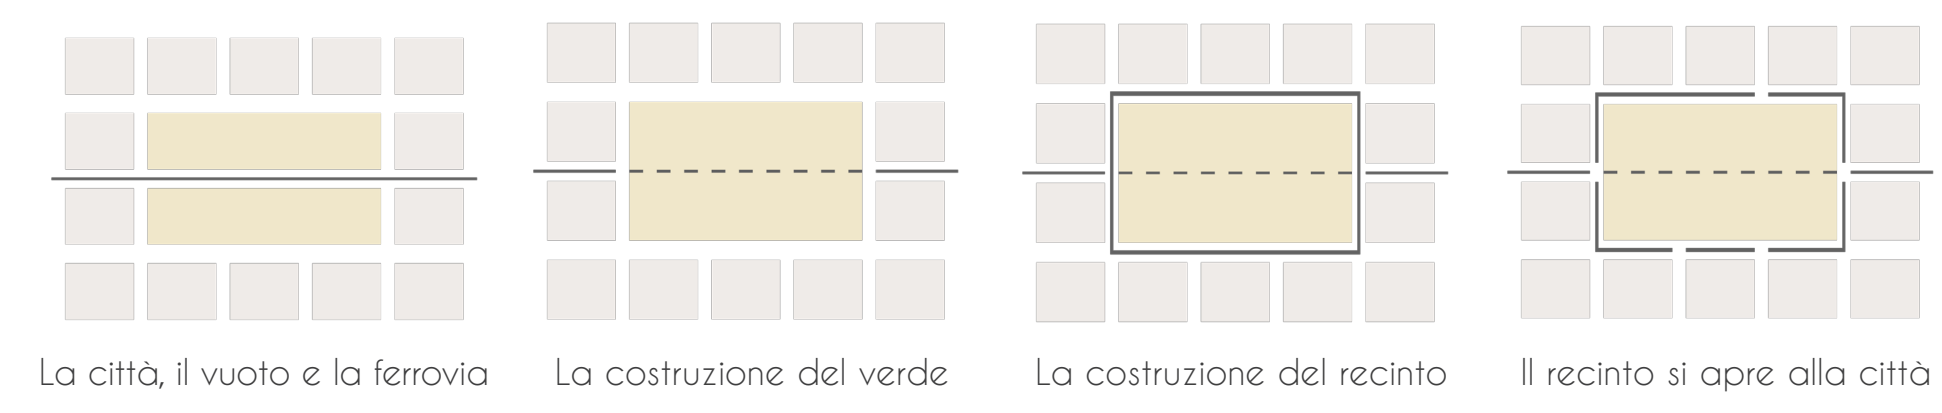 La città, il vuoto e la ferrovia
La costruzione del verde
La costruzione del recinto
Il recinto si apre alla città